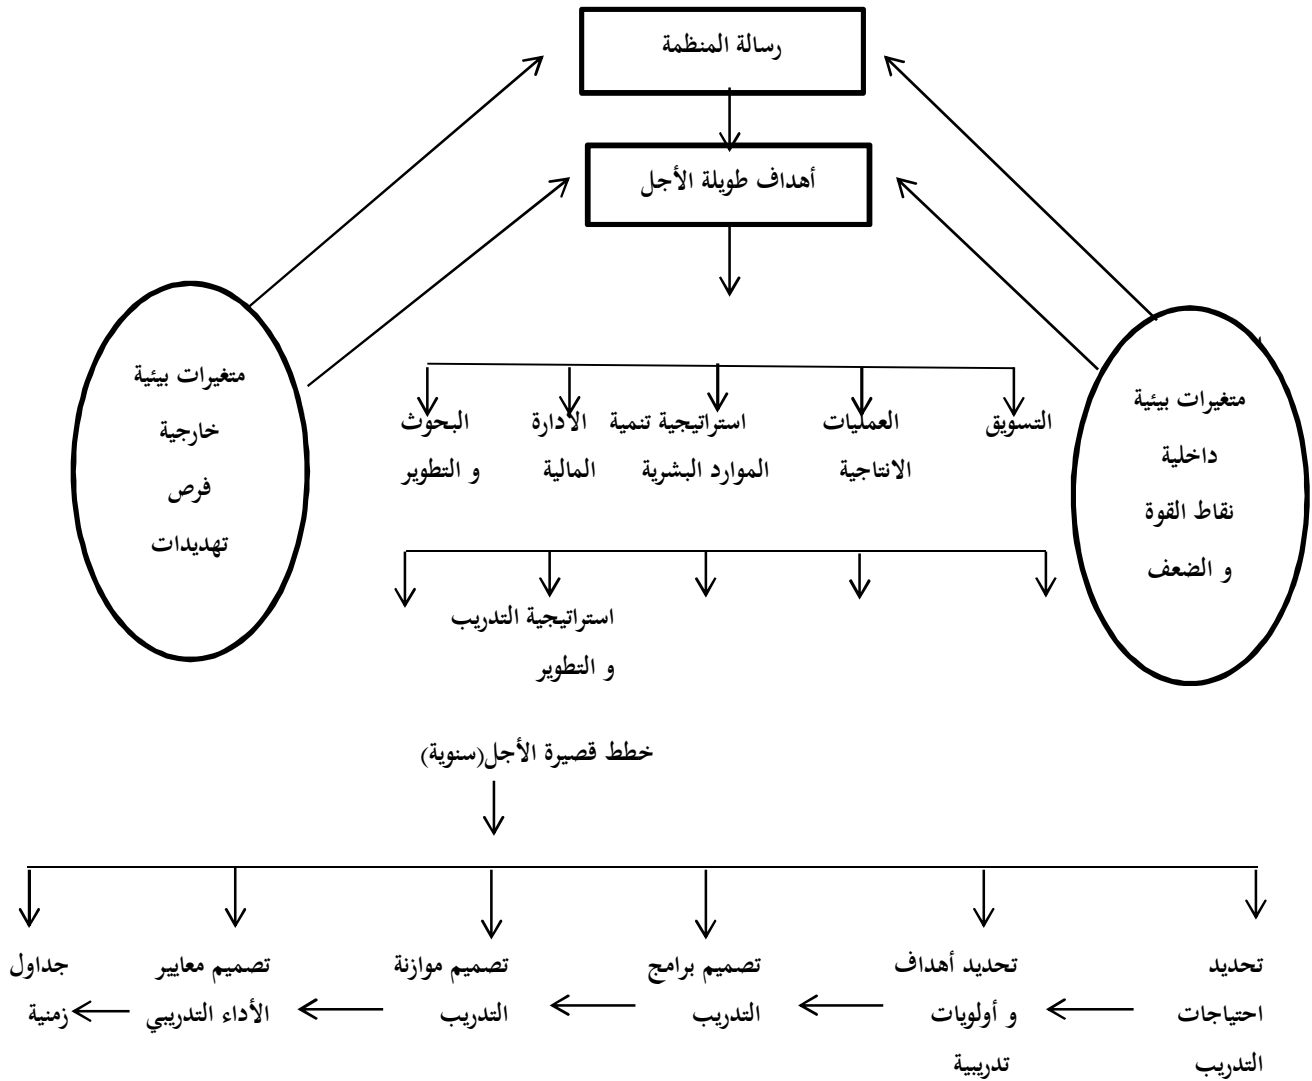 رسالة المنظمة
أهداف طويلة الأجل
متغيرات بيئية
داخلية
نقاط القوة
و الضعف
متغيرات بيئية
خارجية
فرص
تهديدات
التسويق
العمليات
الانتاجية
استراتيجية تنمية
الموارد البشرية
الأدارة
المالية
البحوث
و التطوير
استراتيجية التدريب
و التطوير
خطط قصيرة الأجل(سنوية)
تحديد
احتياجات
التدريب
تحديد أهداف
و أولويات
تدريبية
تصميم برامج
التدريب
تصميم موازنة
التدريب
تصميم معايير
الأداء التدريبي
جداول
زمنية